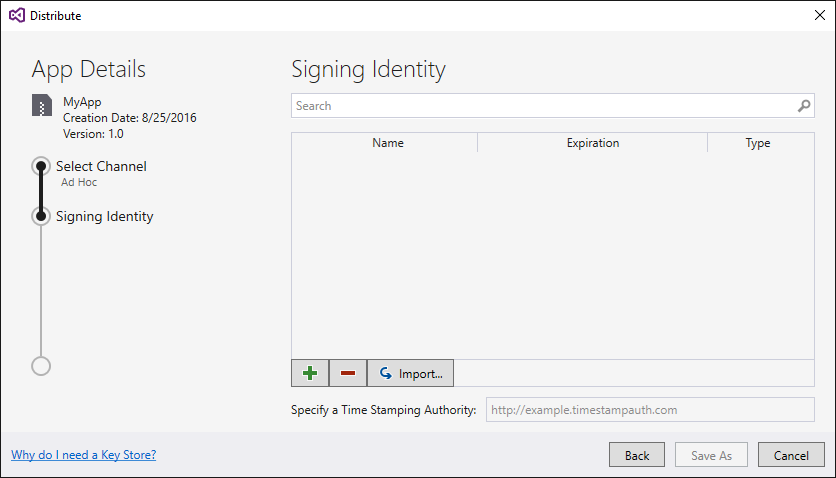 Distribute
App Details
MyApp
Creation Date: 8/25/2016
Version: 1.0
Select Channel
Ad Hoc
Signing Identity
Signing Identity
Search
Name Expiration Type
Import...
Specify a Time Stamping Authority: http://example.timestampauth.com
Why do I need a Key Store?
Back Save As Cancel